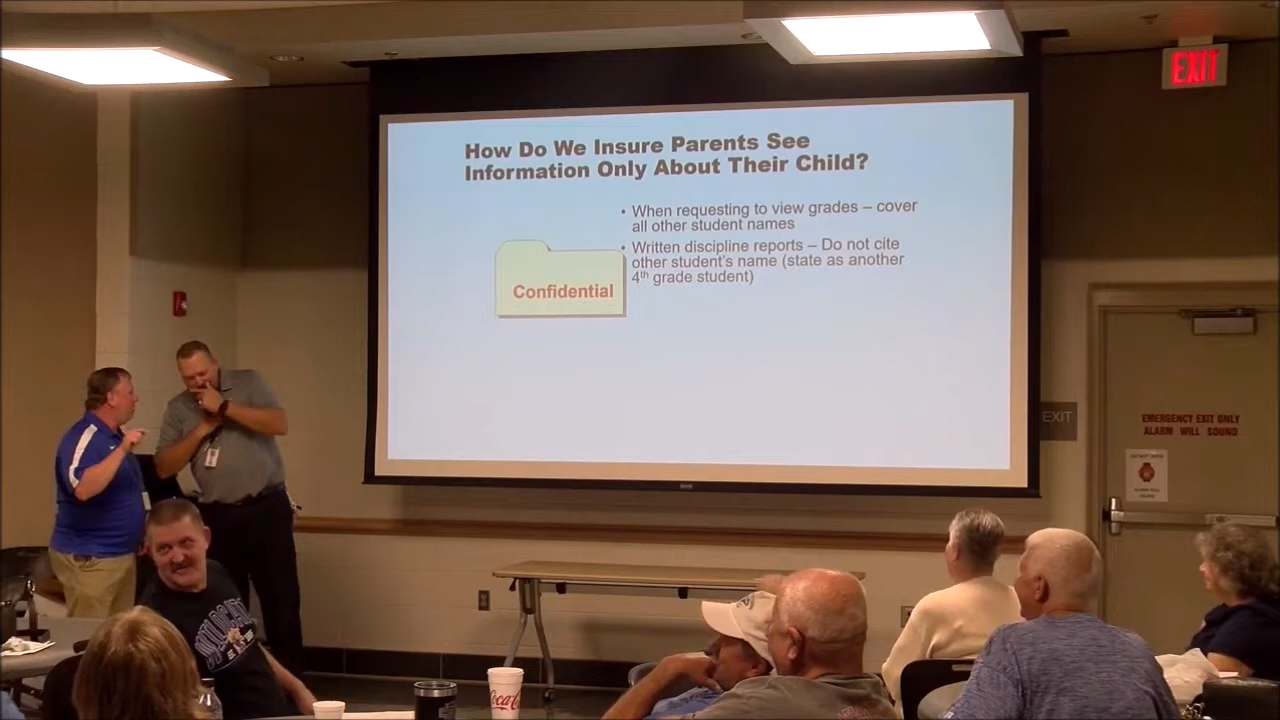 EXIT
How Do We Insure Parents See
Information Only About Their Child?
• When requesting to view grades – cover
all other student names
• Written discipline reports – Do not cite
other student's name (state as another
4th grade student)
Confidential
EXIT
EMERGENCY EXIT ONLY
ALARM WILL SOUND
WILDCATS
Coca